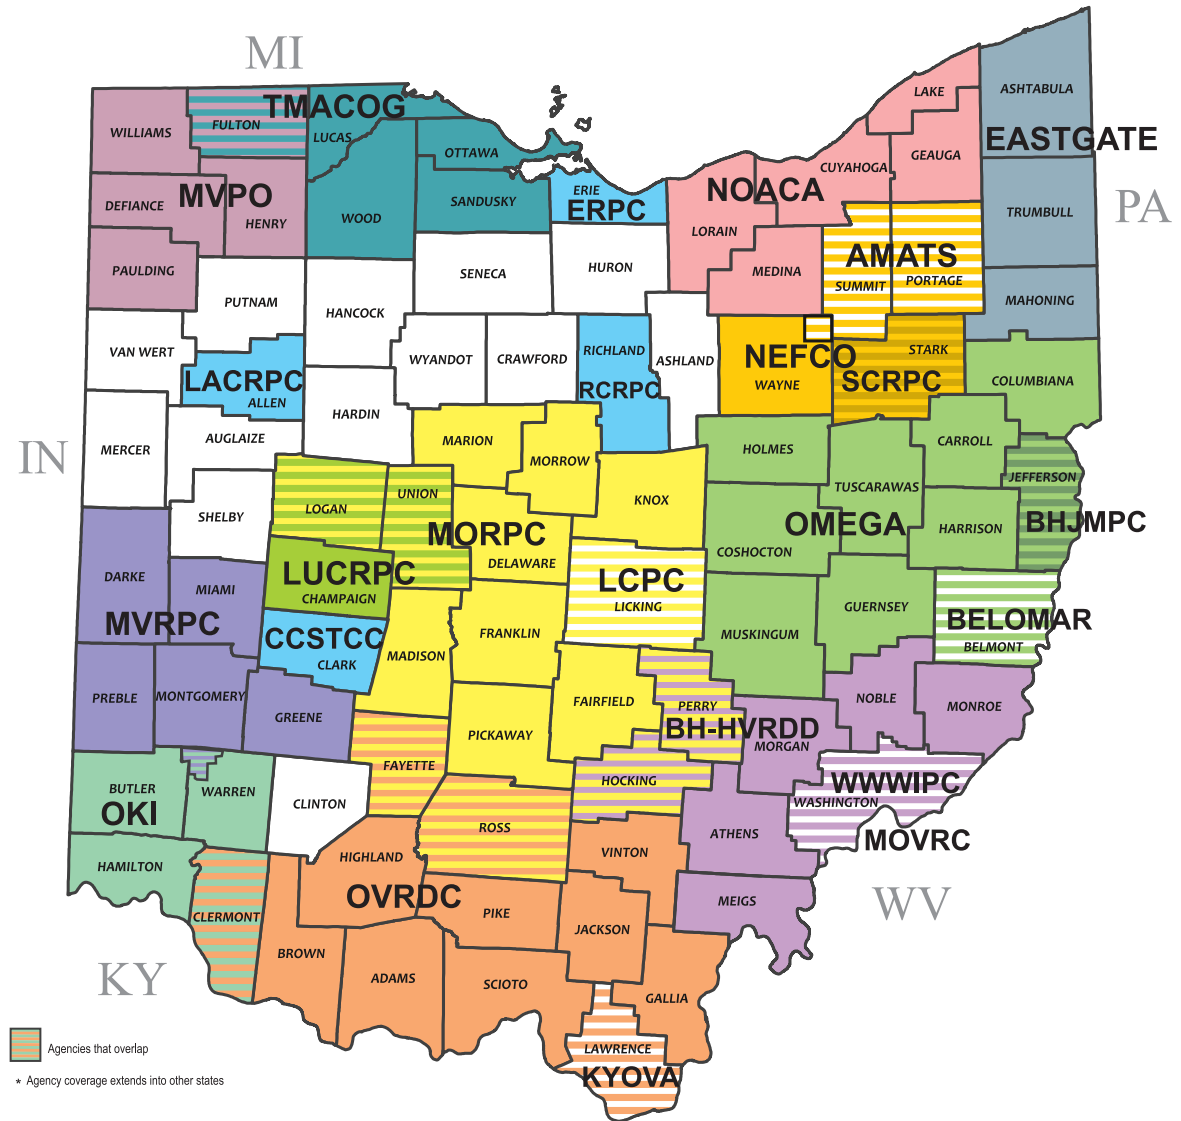 MI
ASHTABULA
LAKE
TMACOG
FULTON
WILLIAMS
LUCAS
EASTGATE
OTTAWA
GEAUGA
CUYAHOGA
MVPO
ERIE
NOACA
DEFIANCE
HENRY
WOOD
SANDUSKY
ERPC
PA
TRUMBULL
LORAIN
AMATS
PAULDING
SENECA
HURON
MEDINA
SUMMIT
PORTAGE
PUTNAM
MAHONING
HANCOCK
VAN WERT
WYANDOT
CRAWFORD
RICHLAND
ASHLAND
NEFCO
STARK
LACRPC
ALLEN
RCRPC
WAYNE
SCRPC
COLUMBIANA
HARDIN
AUGLAIZE
MARION
CARROLL
IN
MERCER
MORROW
HOLMES
JEFFERSON
UNION
KNOX
TUSCARAWAS
LOGAN
SHELBY
MORPC
OMEGA
HARRISON
BHJMPC
COSHOCTON
DARKE
LUCRPC
DELAWARE
LCPC
MIAMI
CHAMPAIGN
LICKING
GUERNSEY
MVRPC
CCSTCC
FRANKLIN
MUSKINGUM
BELOMAR
BELMONT
CLARK
MADISON
PREBLE
MONTGOMERY
GREENE
FAIRFIELD
PERRY
NOBLE
MONROE
PICKAWAY
BH-HVRDD
MORGAN
FAYETTE
HOCKING
WWWIPC
BUTLER
WARREN
CLINTON
WASHINGTON
OKI
ROSS
ATHENS
MOVRC
HAMILTON
HIGHLAND
VINTON
OVRDC
MEIGS
WV
CLERMONT
PIKE
JACKSON
KY
BROWN
ADAMS
SCIOTO
GALLIA
Agencies that overlap
LAWRENCE
* Agency coverage extends into other states
KYOVA